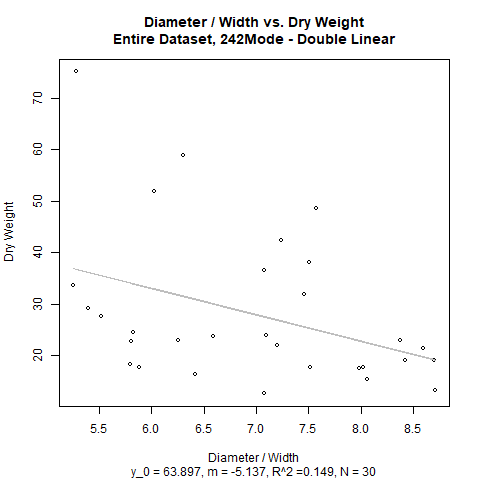 Diameter / Width vs. Dry Weight
Entire Dataset, 242Mode - Double Linear
70
60
50
40
30
20
Dry Weight
5.5 6.0 6.5 7.0 7.5 8.0 8.5
Diameter / Width
y_0 = 63.897, m = -5.137, R^2 =0.149, N = 30